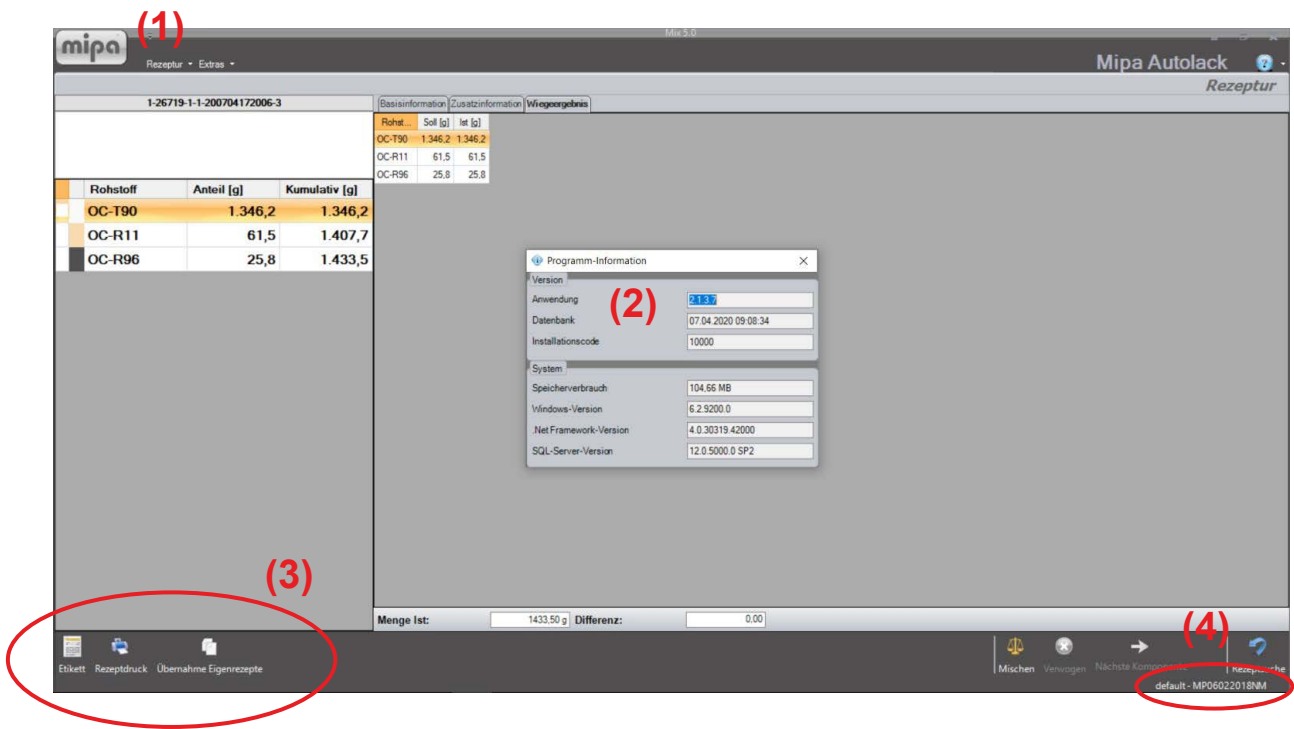 (1)
Mix 5.0
mipa
Rezeptur Extras
Mipa Autolack
Rezeptur
1-26719-1-1-200704172006-3
Basisinformation Zusatzinformation Wiegeergebnis
Rohst... Soll [g] Ist [g]
OC-T90 1.346,2 1.346,2
OC-R11 61,5 61,5
OC-R96 25,8 25,8
Rohstoff Anteil [g] Kumulativ [g]
OC-T90 1.346,2 1.346,2
OC-R11 61,5 1.407,7
OC-R96 25,8 1.433,5
Programm-Information
Version
(2)
Anwendung 2.1.3.7
Datenbank 07.04.2020 09:08:34
Installationscode 10000
System
Speicherverbrauch 104,66 MB
Windows-Version 6.2.9200.0
.Net Framework-Version 4.0.30319.42000
SQL-Server-Version 12.0.5000.0 SP2
(3)
Menge Ist: 1433,50 g Differenz: 0,00
(4)
Etikett Rezeptdruck Übernahme Eigenrezepte
Mischen Verwogen Nächste Komponente Rezeptsuche
default - MP06022018NM